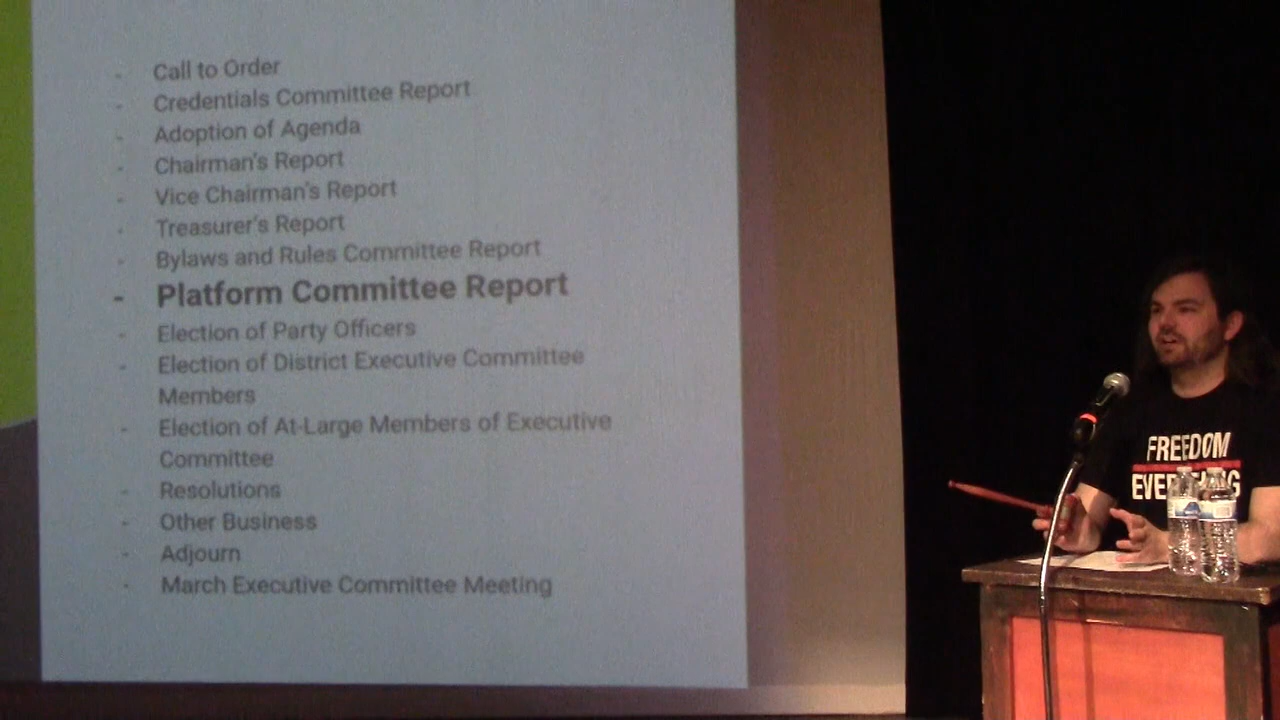 - Call to Order
- Credentials Committee Report
- Adoption of Agenda
- Chairman's Report
- Vice Chairman's Report
- Treasurer's Report
- Bylaws and Rules Committee Report
- Platform Committee Report
- Election of Party Officers
- Election of District Executive Committee
Members
- Election of At-Large Members of Executive
Committee
- Resolutions
- Other Business
- Adjourn
- March Executive Committee Meeting
FREEDOM